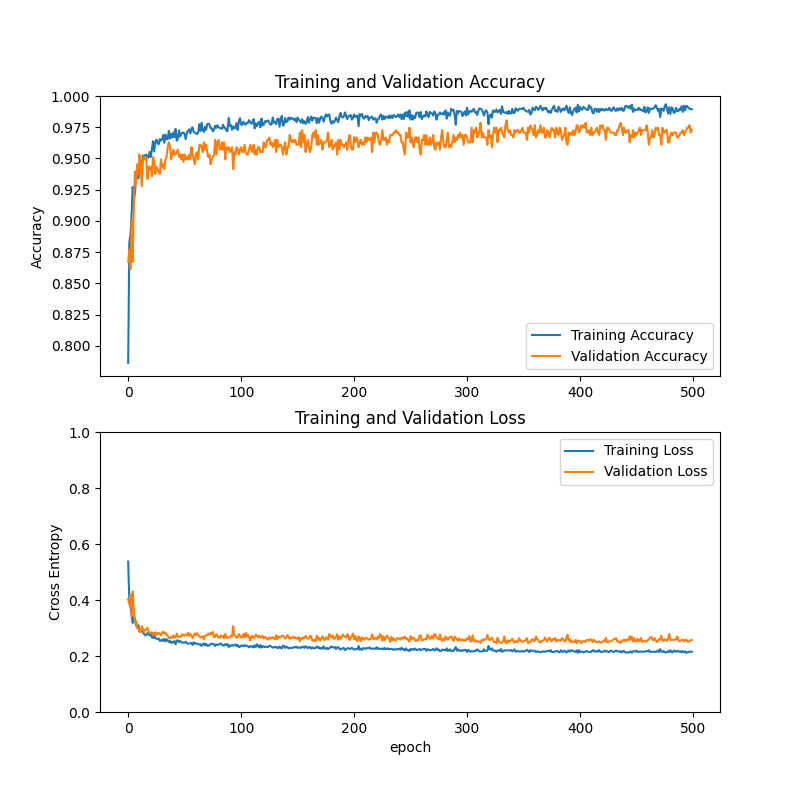 Training and Validation Accuracy
1.000
0.975
0.950
0.925
0.900
0.875
0.850
0.825
0.800
Accuracy
Training Accuracy
Validation Accuracy
0 100 200 300 400 500
Training and Validation Loss
1.0
0.8
0.6
0.4
0.2
0.0
Cross Entropy
Training Loss
Validation Loss
0 100 200 300 400 500
epoch